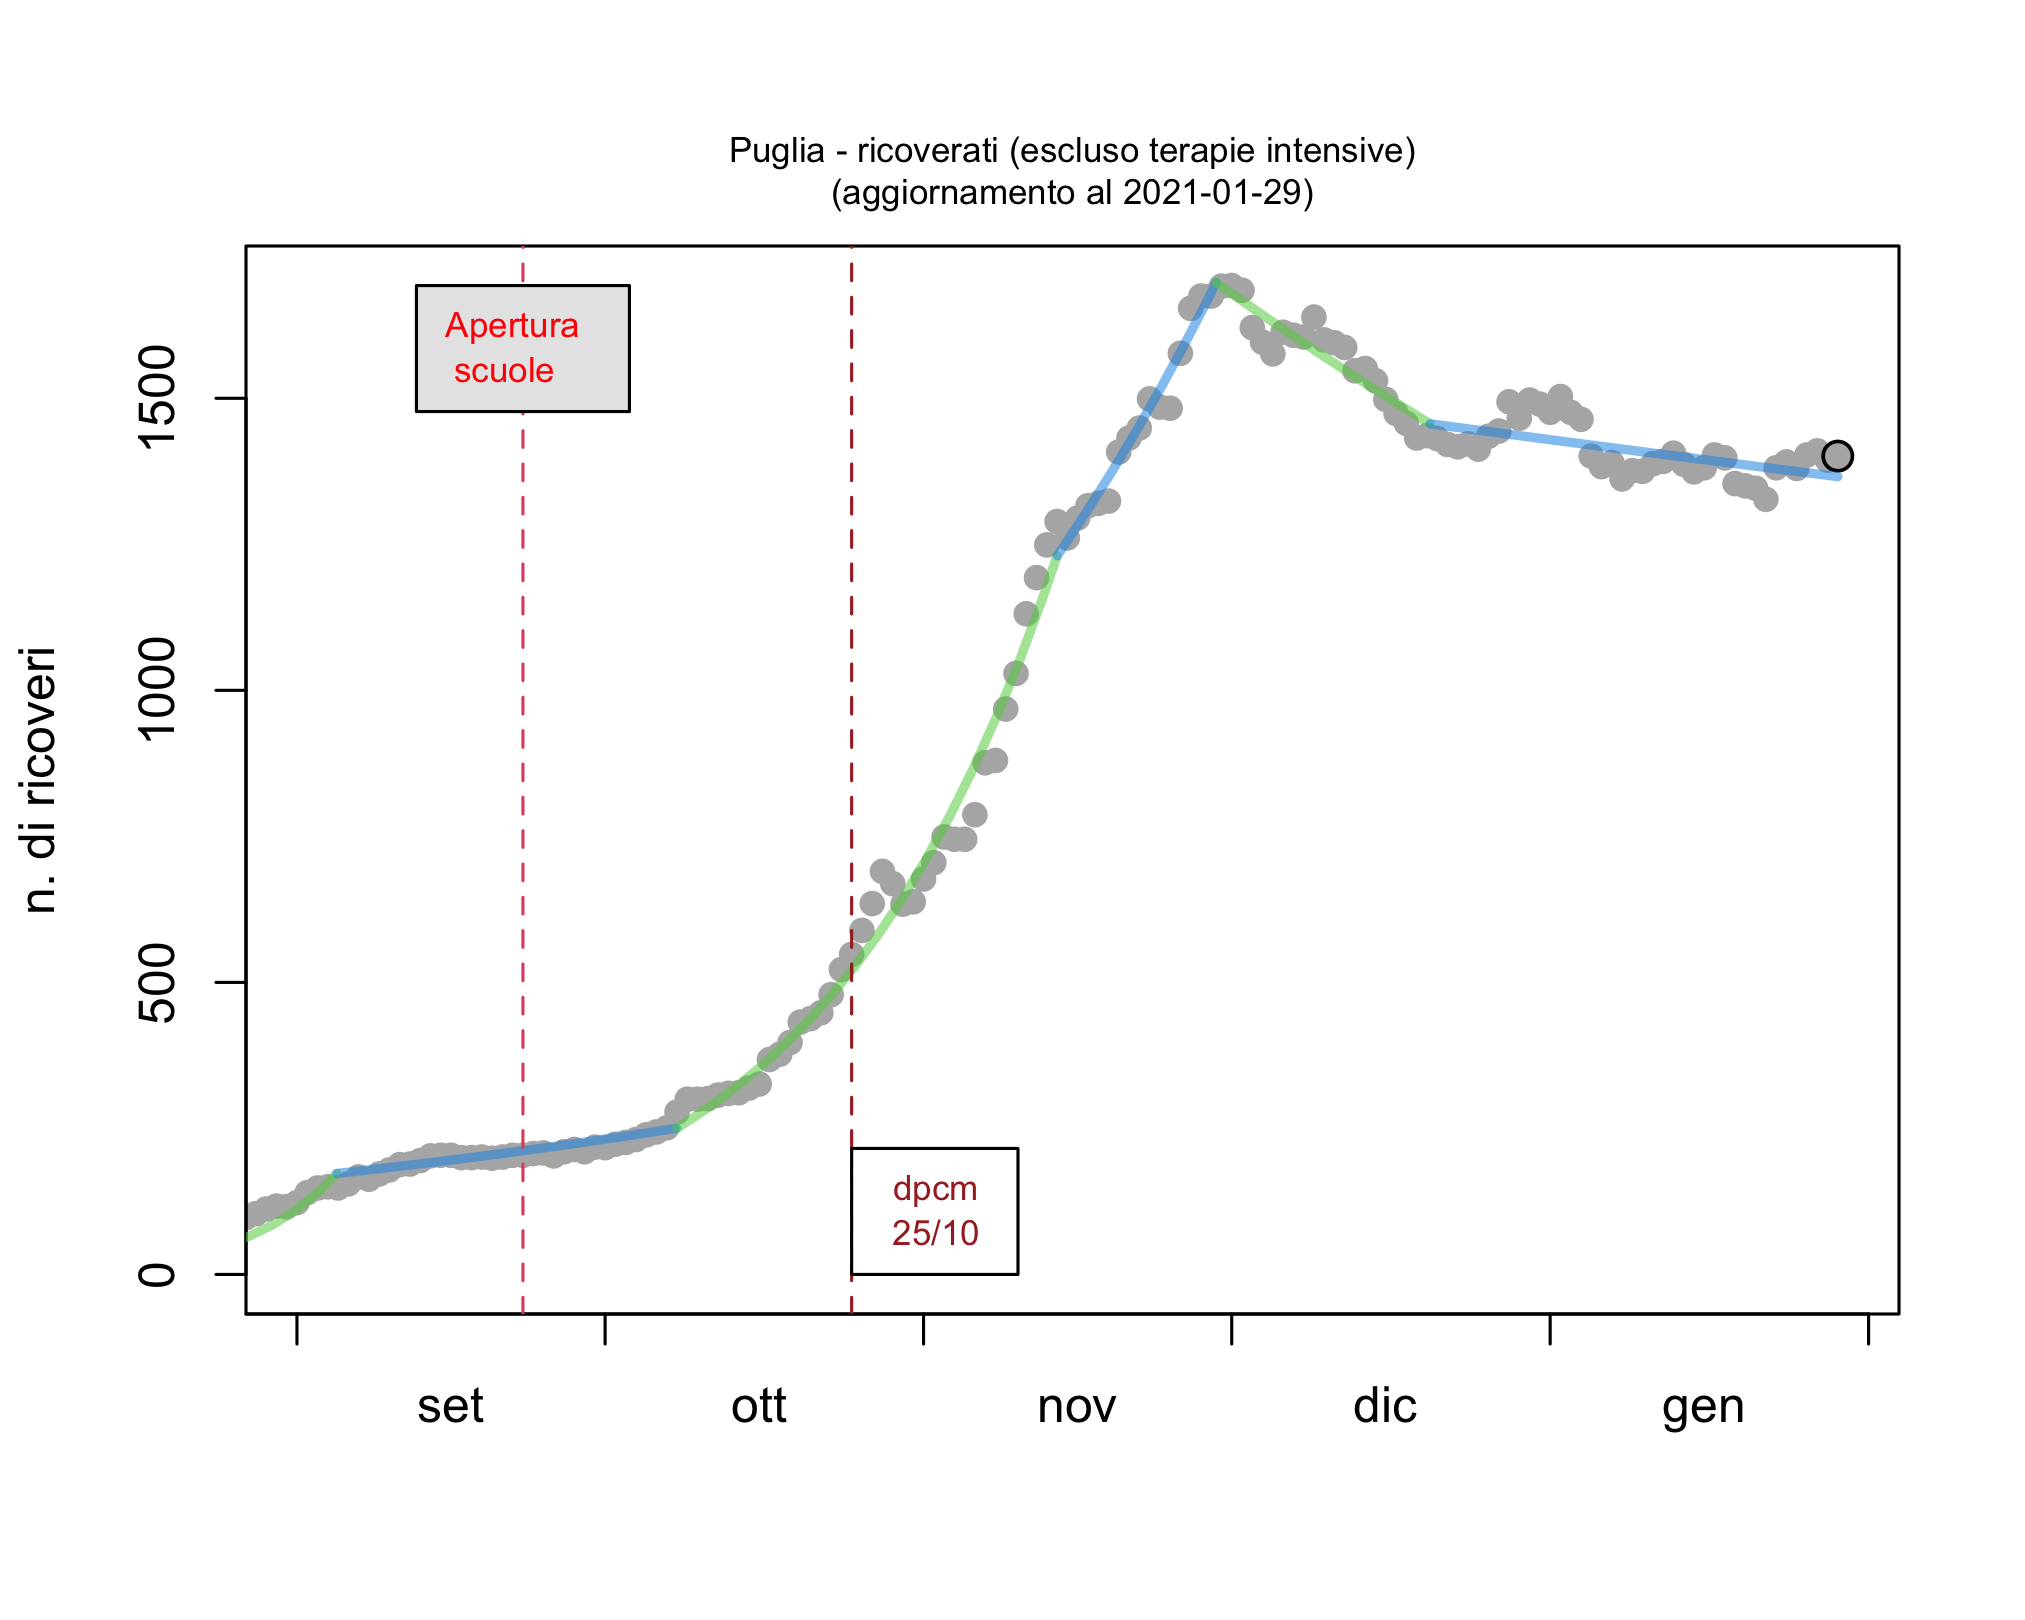 Puglia - ricoverati (escluso terapie intensive)
(aggiornamento al 2021-01-29)
Apertura
scuole
dpcm
25/10
n. di ricoveri
1500
1000
500
0
set ott nov dic gen